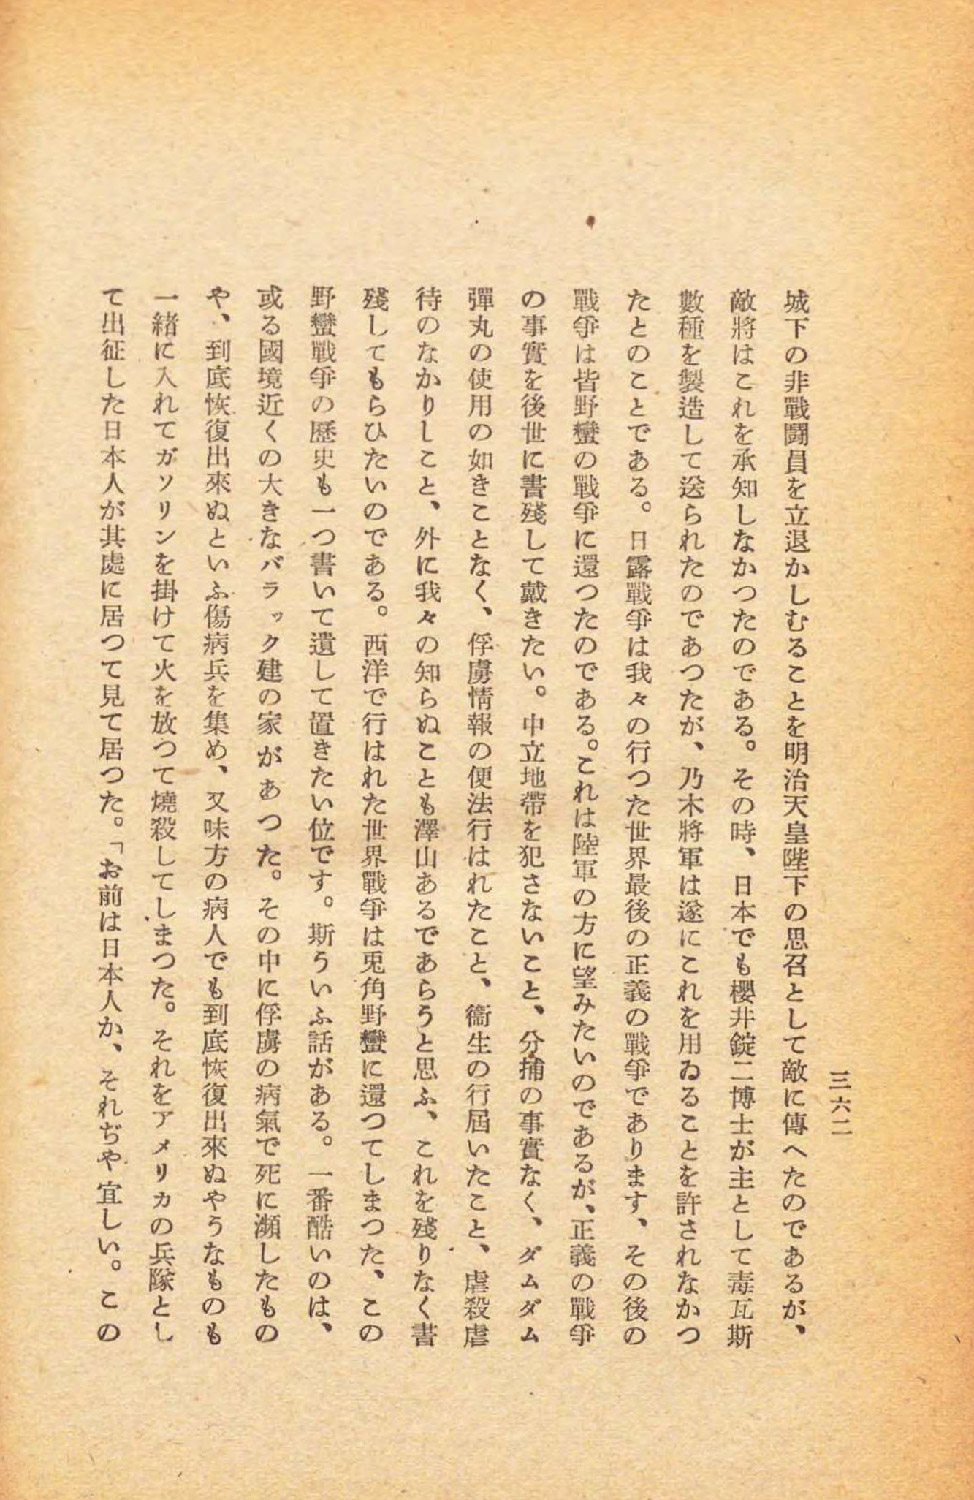 三六二
城下の非戰鬪員を立退かしむることを明治天皇陛下の思召として敵に傳へたのであるが、
敵將はこれを承知しなかつたのである。その時、日本でも櫻井錠二博士が主として毒瓦斯
數種を製造して送られたのであつたが、乃木將軍は遂にこれを用ゐることを許されなかつ
たとのことである。日露戰爭は我々の行つた世界最後の正義の戰爭であります、その後の
戰爭は皆野蠻の戰爭に還つたのである。これは陸軍の方に望みたいのであるが、正義の戰爭
の事實を後世に書殘して戴きたい。中立地帶を犯さないこと、分捕の事實なく、ダムダム
彈丸の使用の如きことなく、俘虜情報の便法行はれたこと、衞生の行屆いたこと、虐殺虐
待のなかりしこと、外に我々の知らぬことも澤山あるであらうと思ふ、これを殘りなく書
殘してもらひたいのである。西洋で行はれた世界戰爭は兎角野蠻に還つてしまつた、この
野蠻戰爭の歷史も一つ書いて遺して置きたい位です。斯ういふ話がある。一番酷いのは、
或る國境近くの大きなバラック建の家があつた。その中に俘虜の病氣で死に瀕したもの
や、到底恢復出來ぬといふ傷病兵を集め、又味方の病人でも到底恢復出來ぬやうなものも
一緖に入れてガソリンを掛けて火を放つて燒殺してしまつた。それをアメリカの兵隊とし
て出征した日本人が其處に居つて見て居つた。「お前は日本人か、それぢや宜しい。この